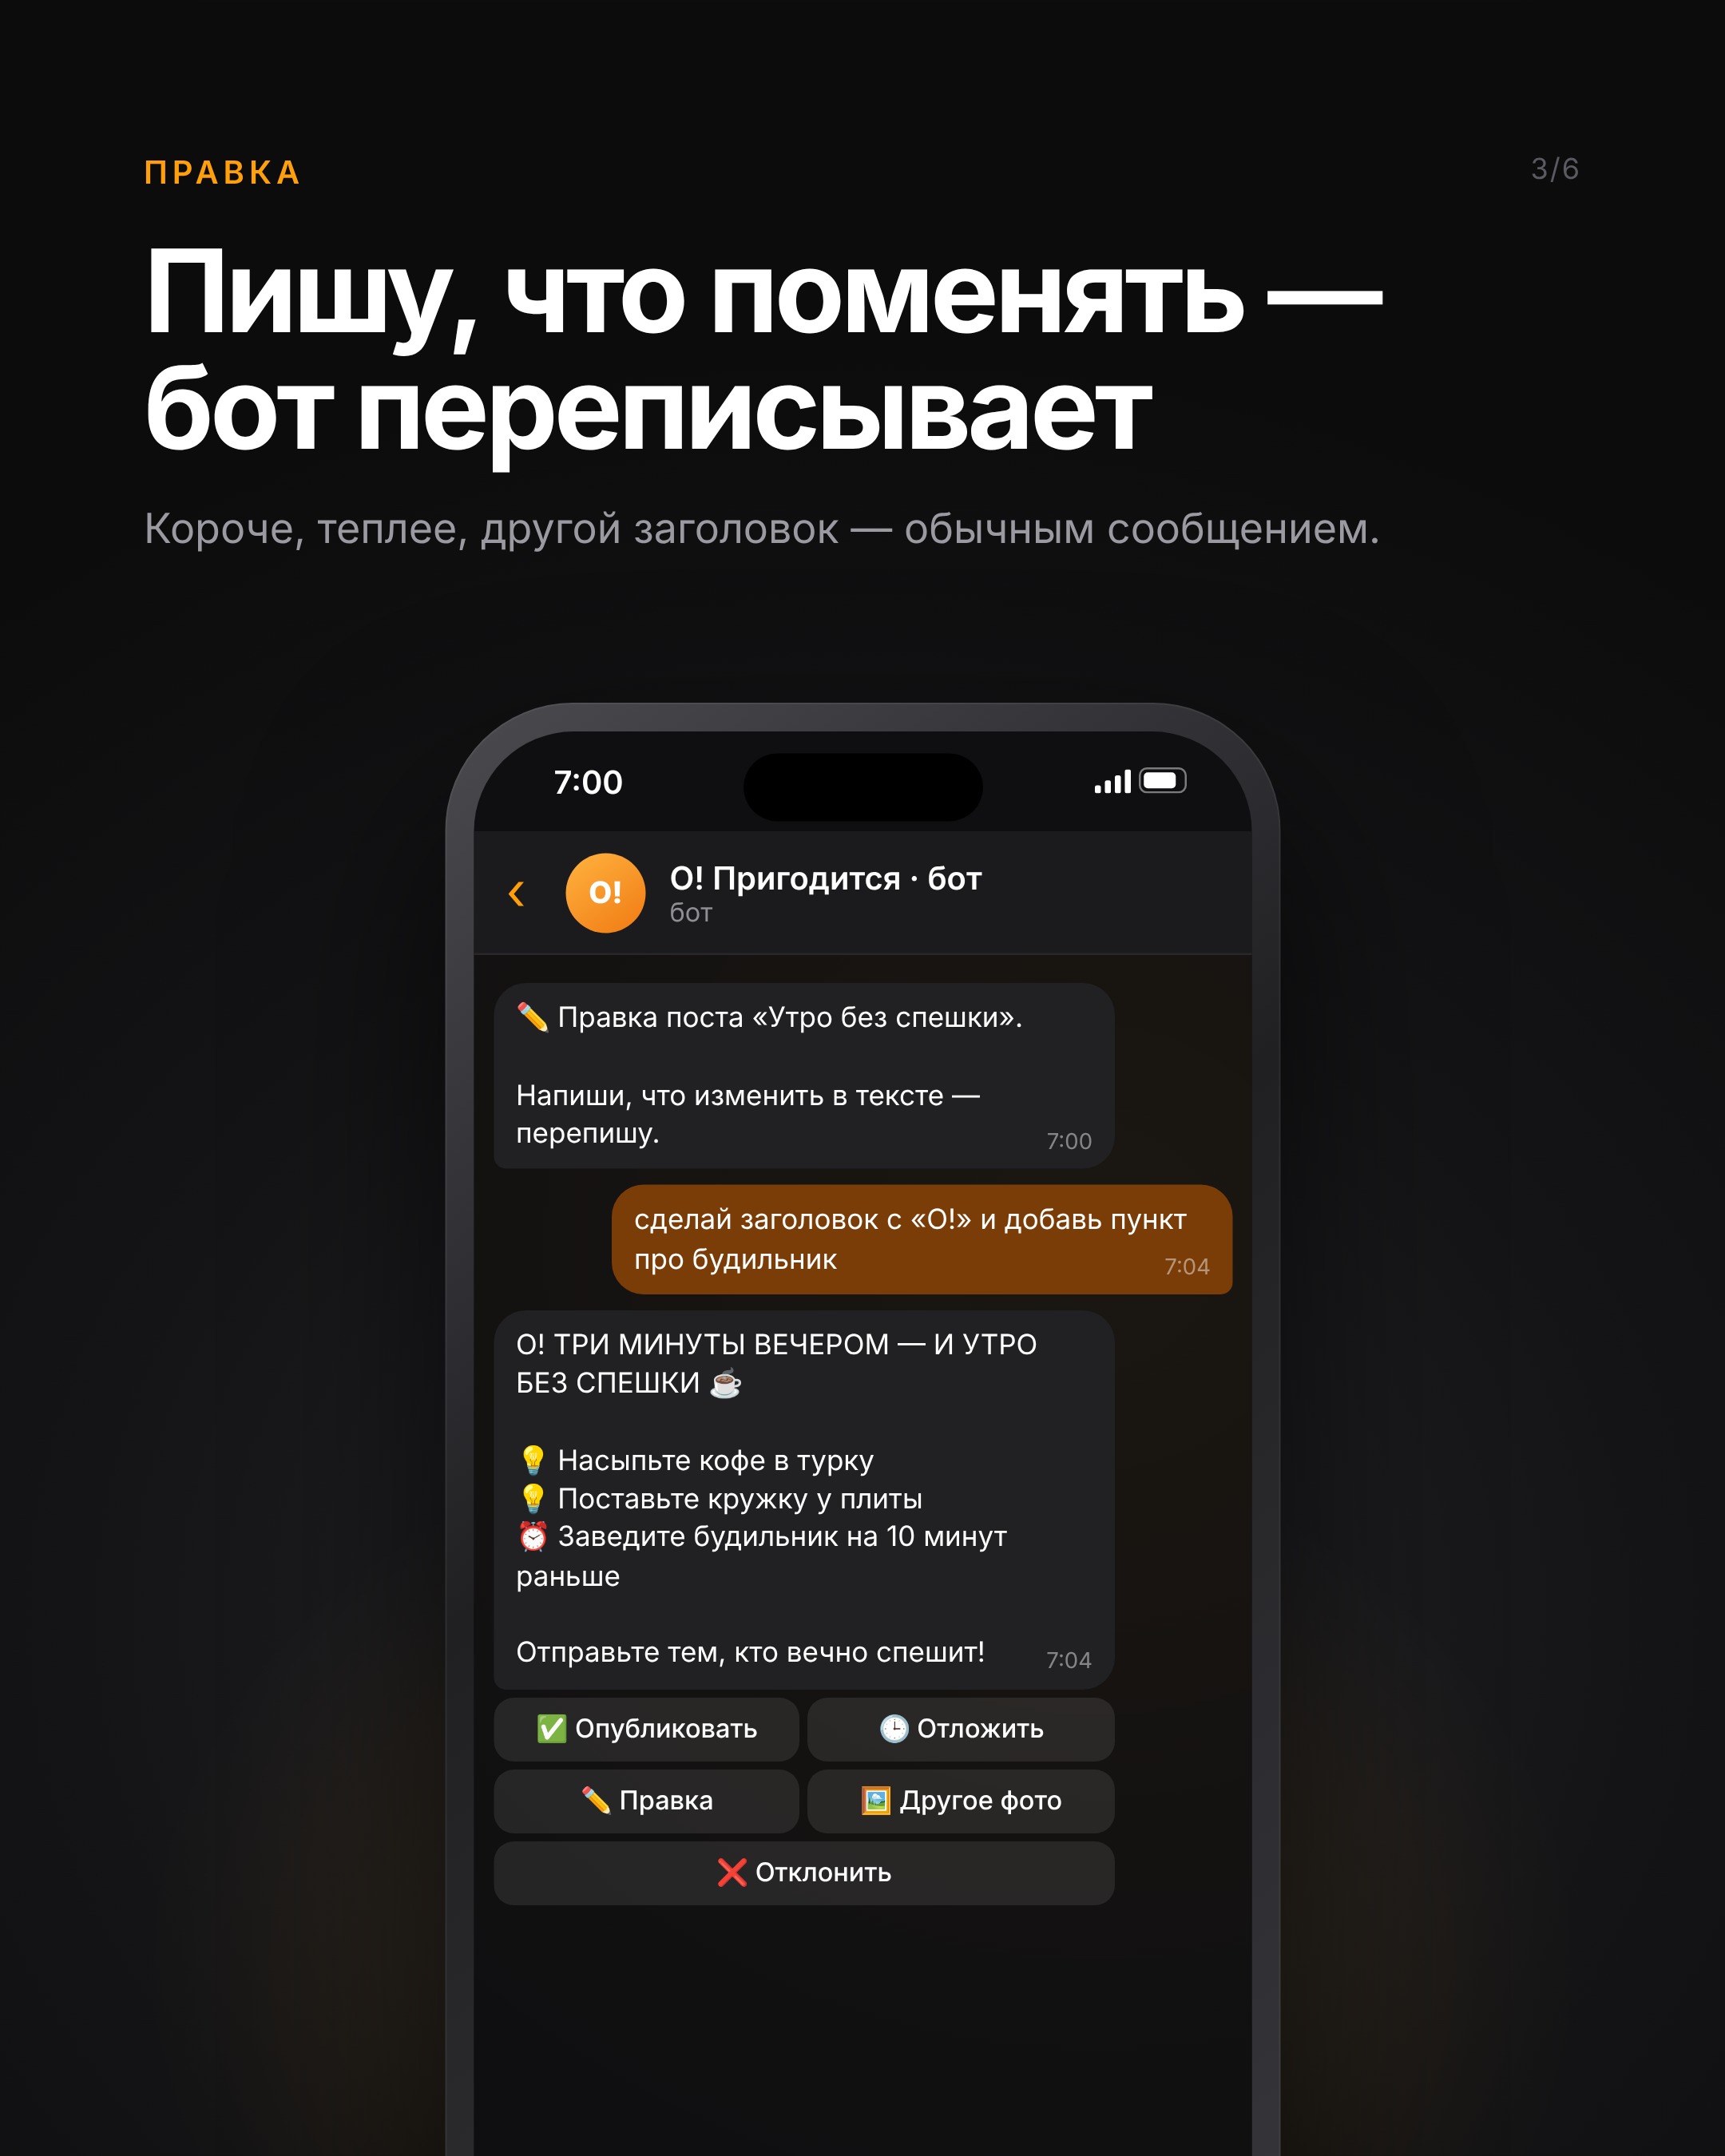 ПРАВКА
3/6
Пишу, что поменять —
бот переписывает
Короче, теплее, другой заголовок — обычным сообщением.
7:00
‹
О!
О! Пригодится · бот
бот
✏️ Правка поста «Утро без спешки».
Напиши, что изменить в тексте —
перепишу.
7:00
сделай заголовок с «О!» и добавь пункт
про будильник
7:04
О! ТРИ МИНУТЫ ВЕЧЕРОМ — И УТРО
БЕЗ СПЕШКИ ☕
💡 Насыпьте кофе в турку
💡 Поставьте кружку у плиты
⏰ Заведите будильник на 10 минут
раньше
Отправьте тем, кто вечно спешит!
7:04
✅ Опубликовать
🕒 Отложить
✏️ Правка
🖼️ Другое фото
❌ Отклонить